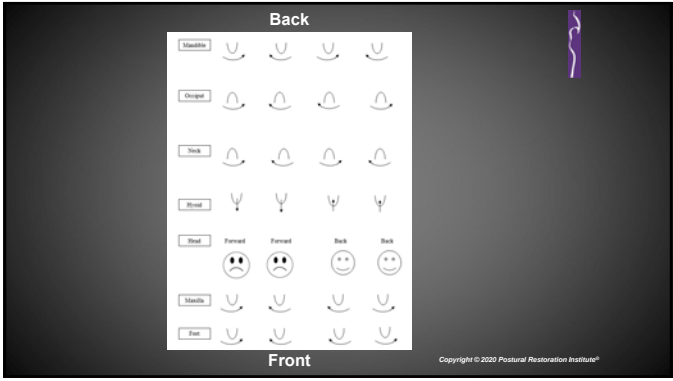 Back
Mandible
Occiput
Neck
Hyoid
Head Forward Forward Back Back
Maxilla
Feet
Front
Copyright © 2020 Postural Restoration Institute®